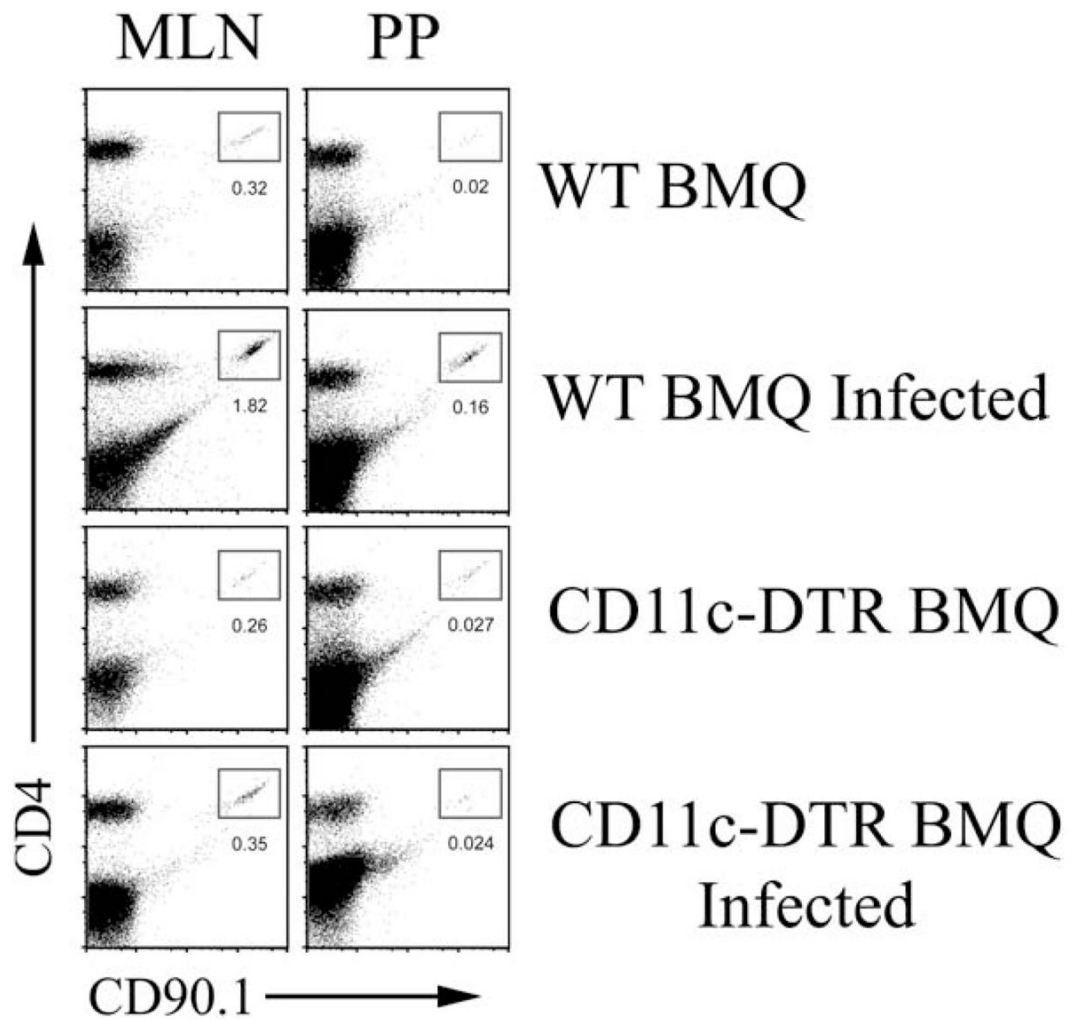 MLN PP
0.32 0.02 WT BMQ
1.82 0.16 WT BMQ Infected
0.26 0.027 CD11c-DTR BMQ
0.35 0.024 CD11c-DTR BMQ
Infected
CD4
CD90.1